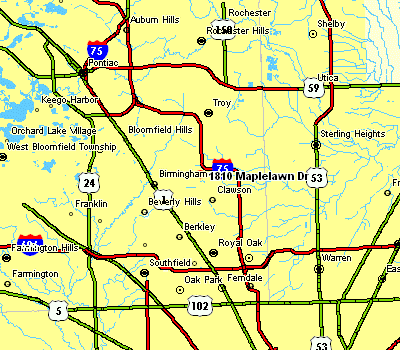 Rochester
Auburn Hills
Shelby
150
Rochester Hills
75
Pontiac
Utica
59
Keego Harbor
Troy
Orchard Lake Village
Bloomfield Hills
Sterling Heights
West Bloomfield Township
75
Birmingham
1810 Maplelawn Dr
24
53
Clawson
1
Franklin
Beverly Hills
Berkley
696
Farmington Hills
Royal Oak
Southfield
Warren
Farmington
Oak Park
Ferndale
East
102
5
53